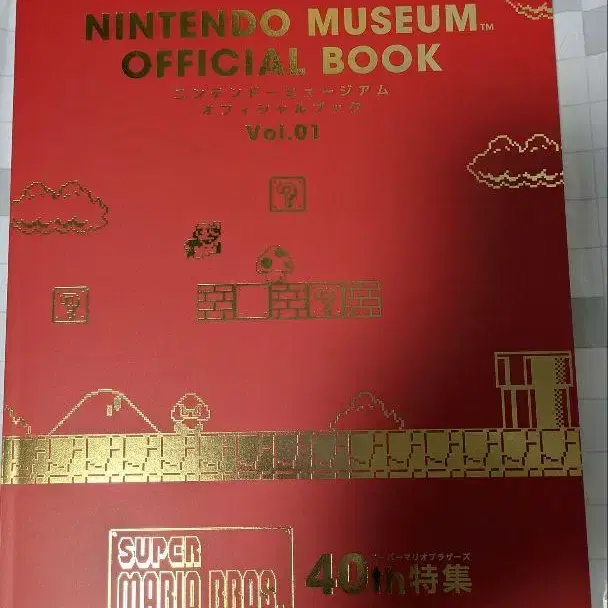 NINTENDO MUSEUM™
OFFICIAL BOOK
ニンテンドーミュージアム
オフィシャルブック
Vol.01
?
?
?
スーパーマリオブラザーズ
SUPER
MARIO BROS.
40th特集